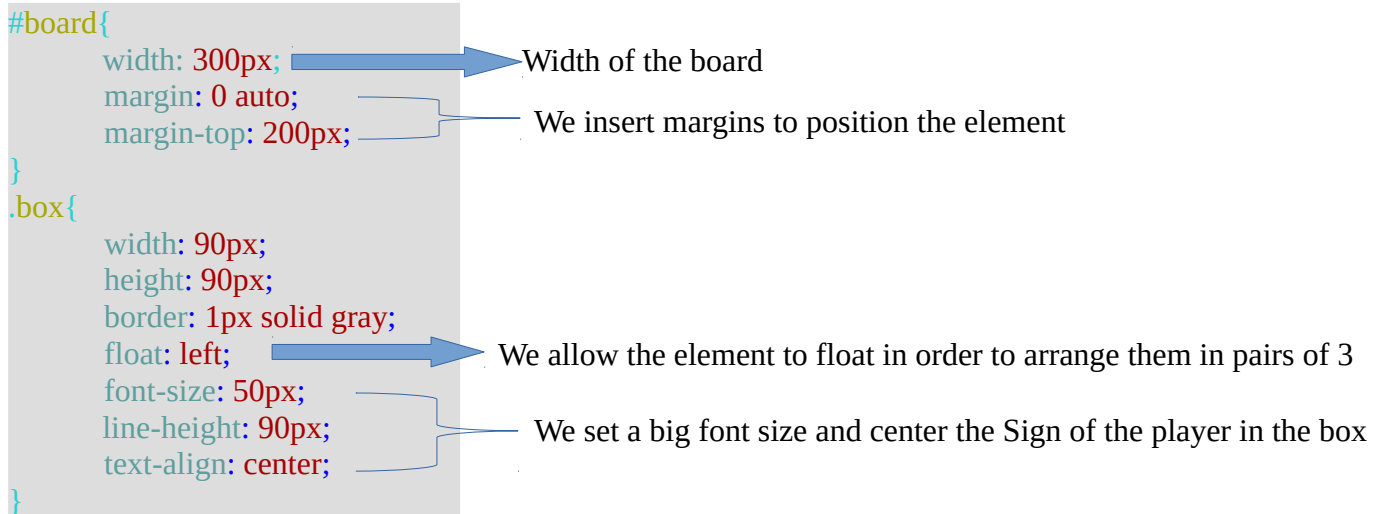 #board{
width: 300px; Width of the board
margin: 0 auto;
We insert margins to position the element
margin-top: 200px;
}
.box{
width: 90px;
height: 90px;
border: 1px solid gray;
float: left; We allow the element to float in order to arrange them in pairs of 3
font-size: 50px;
line-height: 90px; We set a big font size and center the Sign of the player in the box
text-align: center;
}